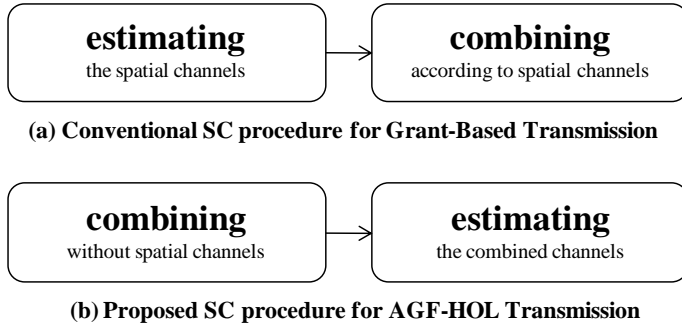 estimating
the spatial channels
combining
according to spatial channels
(a) Conventional SC procedure for Grant-Based Transmission
combining
without spatial channels
estimating
the combined channels
(b) Proposed SC procedure for AGF-HOL Transmission